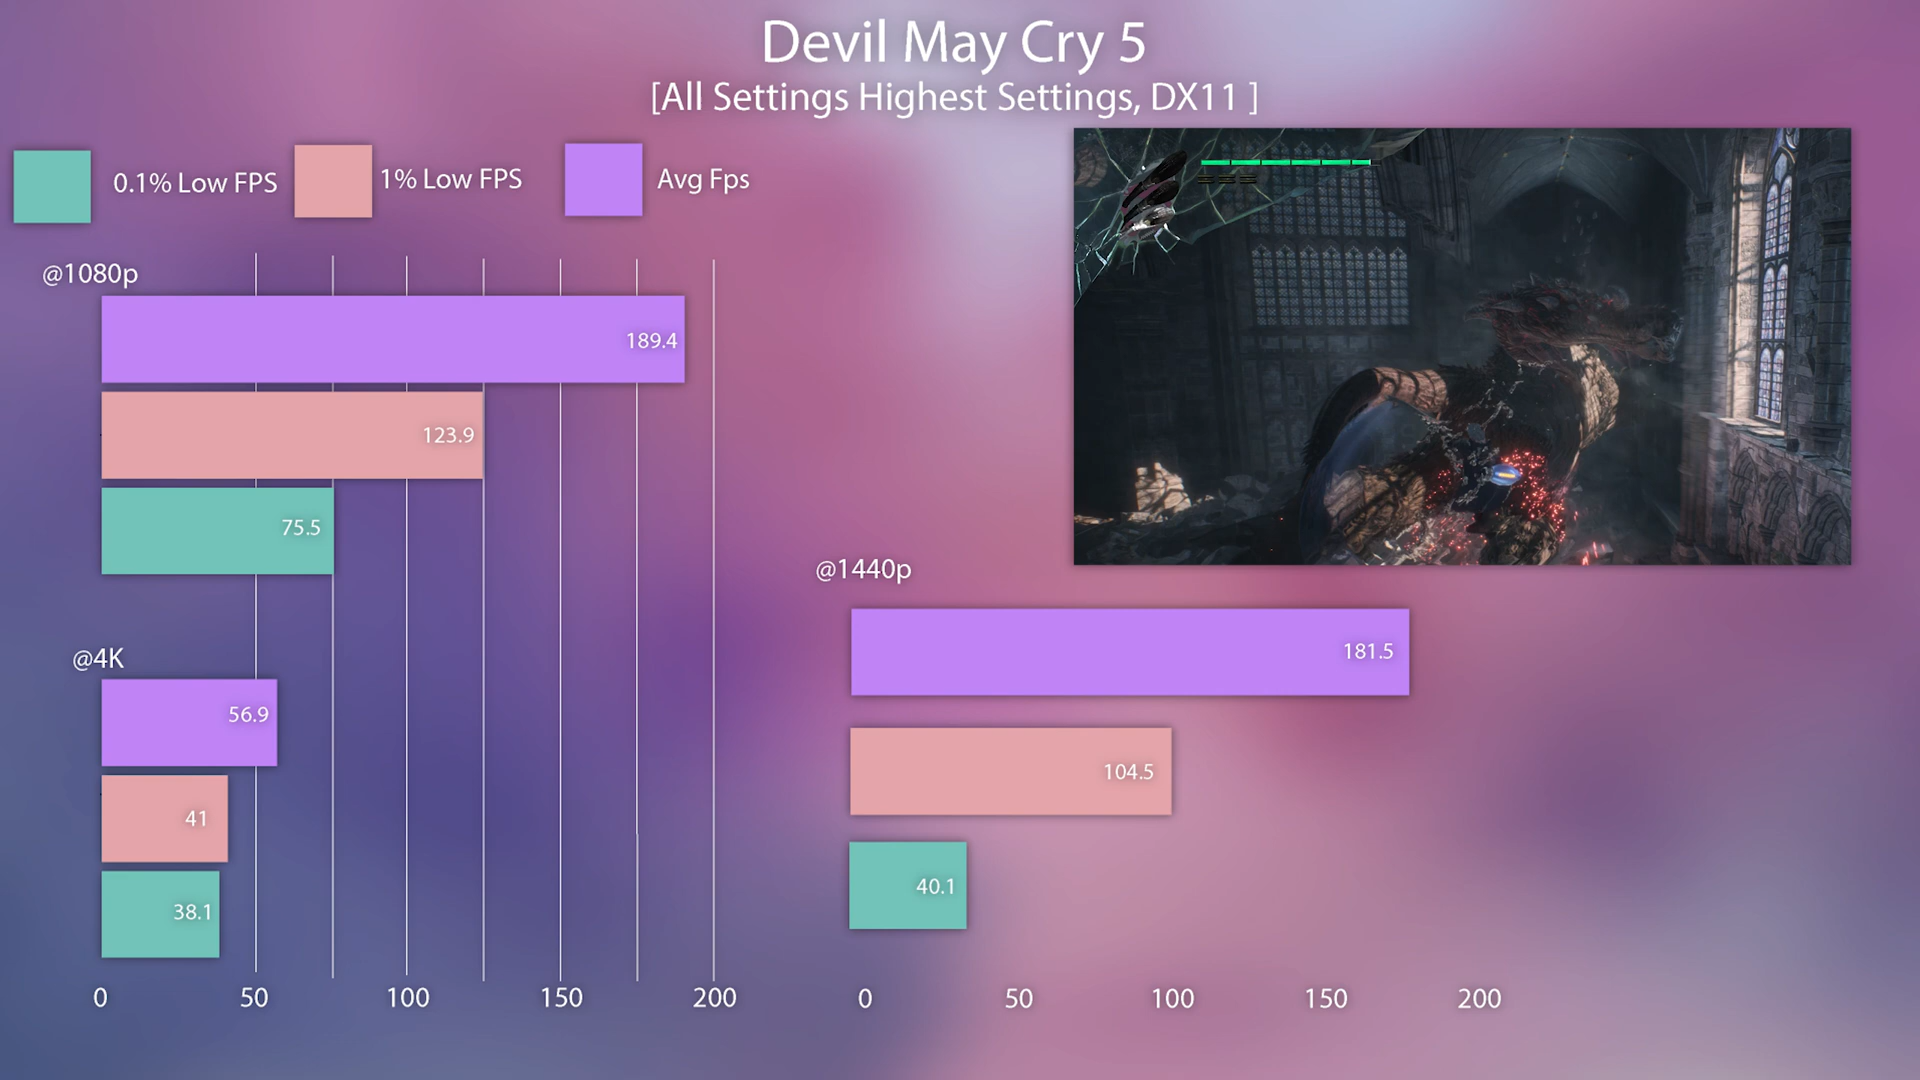 Devil May Cry 5
[All Settings Highest Settings, DX11 ]
0.1% Low FPS
1% Low FPS
Avg Fps
@1080p
189.4
123.9
75.5
@4K
56.9
41
38.1
0 50 100 150 200
@1440p
181.5
104.5
40.1
0 50 100 150 200